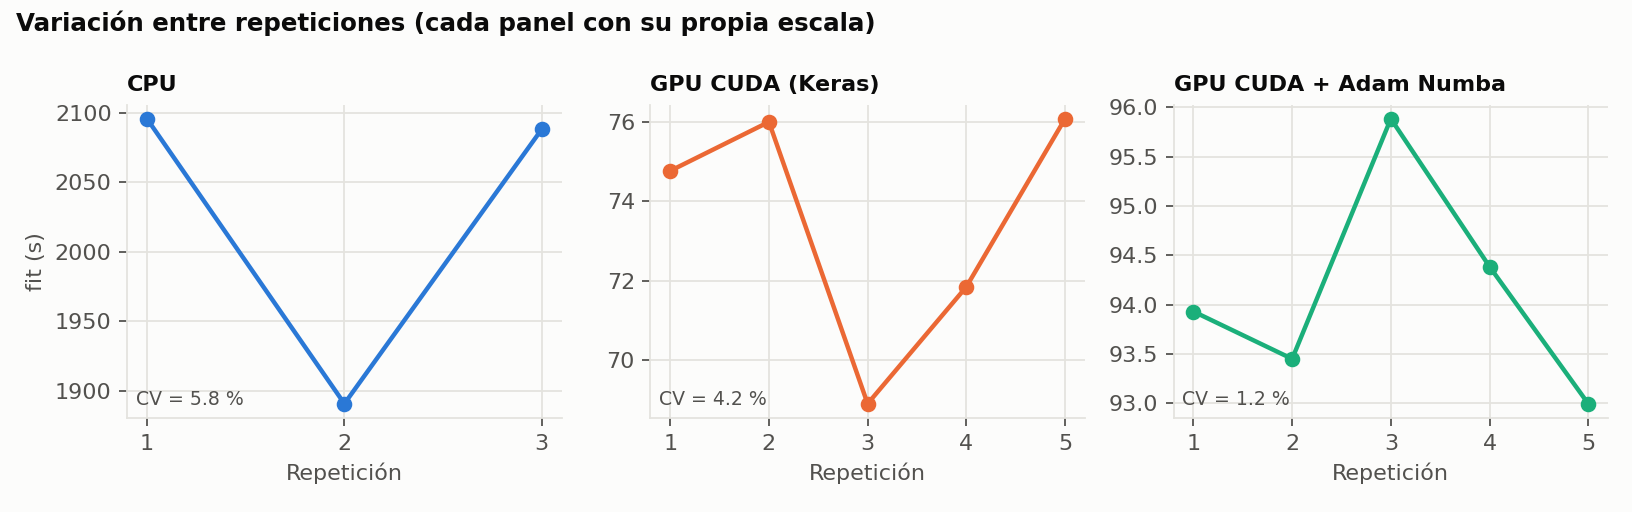 Variación entre repeticiones (cada panel con su propia escala)
CPU
fit (s)
2100
2050
2000
1950
1900
CV = 5.8 %
1 2 3
Repetición
GPU CUDA (Keras)
76
74
72
70
CV = 4.2 %
1 2 3 4 5
Repetición
GPU CUDA + Adam Numba
96.0
95.5
95.0
94.5
94.0
93.5
93.0
CV = 1.2 %
1 2 3 4 5
Repetición